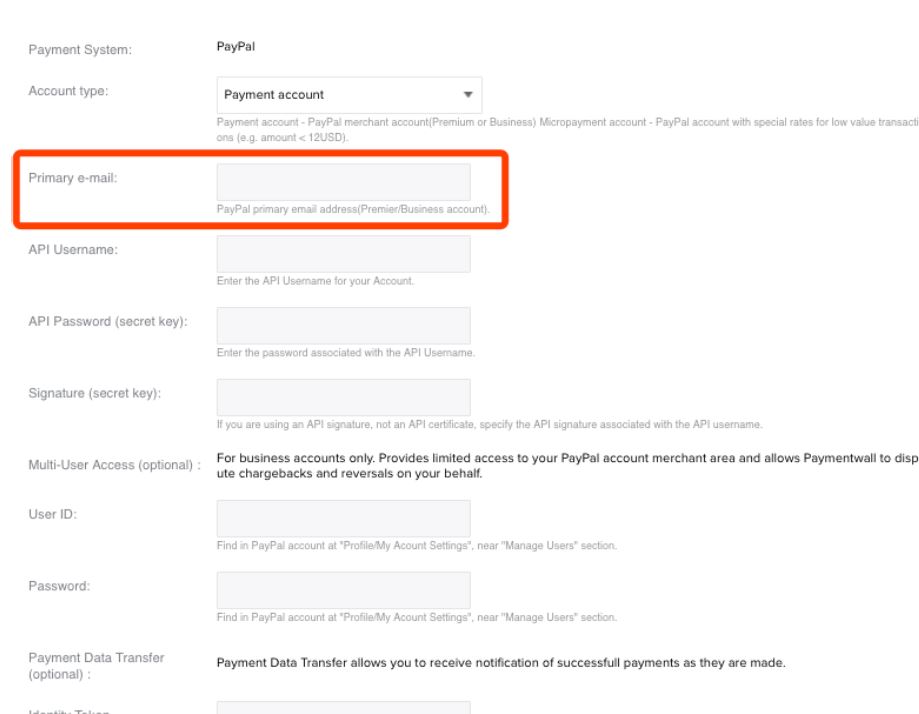 Payment System:
PayPal
Account type:
Payment account
Payment account - PayPal merchant account(Premium or Business) Micropayment account - PayPal account with special rates for low value transacti
ons (e.g. amount < 12USD).
Primary e-mail:
PayPal primary email address(Premier/Business account).
API Username:
Enter the API Username for your Account.
API Password (secret key):
Enter the password associated with the API Username.
Signature (secret key):
If you are using an API signature, not an API certificate, specify the API signature associated with the API username.
Multi-User Access (optional) :
For business accounts only. Provides limited access to your PayPal account merchant area and allows Paymentwall to disp
ute chargebacks and reversals on your behalf.
User ID:
Find in PayPal account at "Profile/My Acount Settings", near "Manage Users" section.
Password:
Find in PayPal account at "Profile/My Acount Settings", near "Manage Users" section.
Payment Data Transfer
(optional) :
Payment Data Transfer allows you to receive notification of successfull payments as they are made.
Identity Token